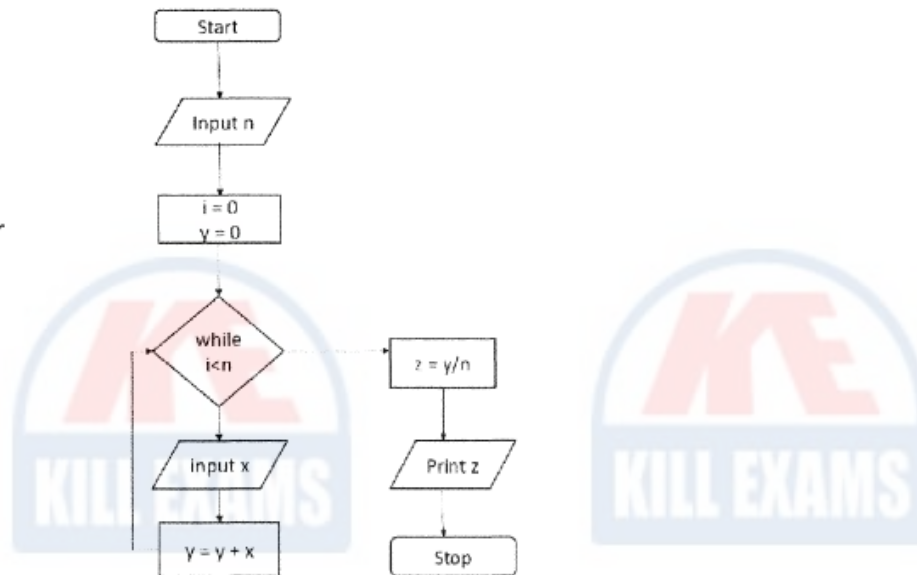 Start
Input n
i = 0
y = 0
while
i<n
z = y/n
input x
Print z
y = y + x
Stop
KILL EXAMS
KILL EXAMS